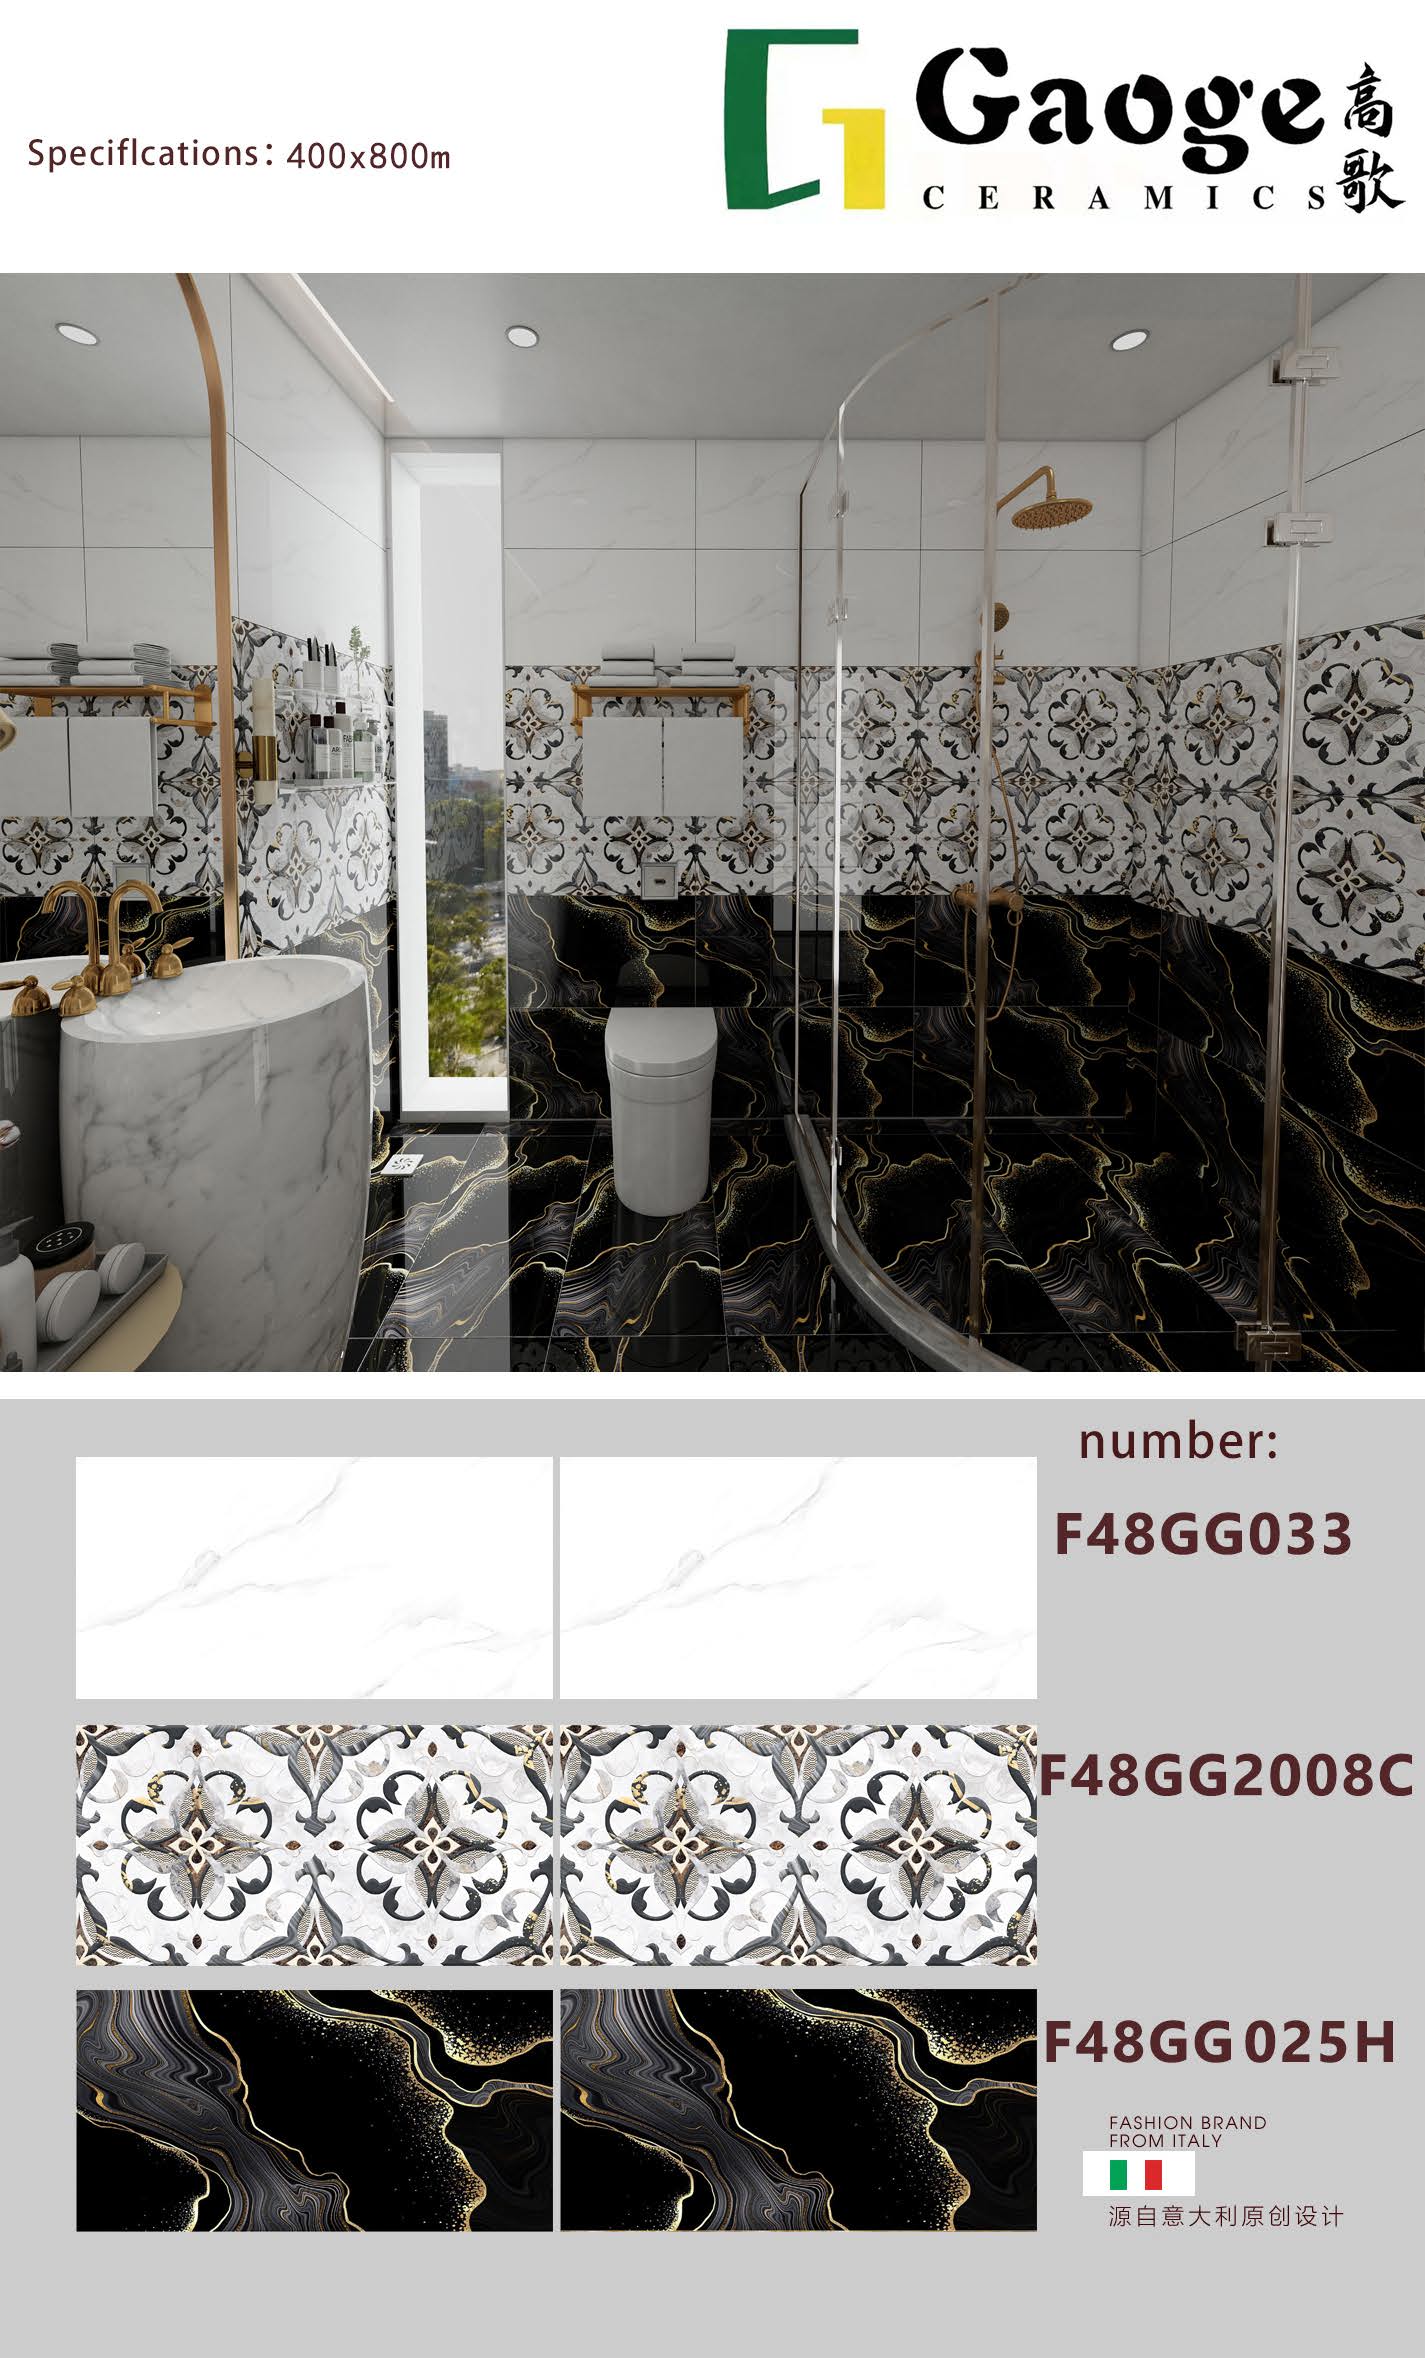 Speciflcations: 400x800m
Gaoge
CERAMICS
高歌
number:
F48GG033
F48GG2008C
F48GG025H
FASHION BRAND
FROM ITALY
源自意大利原创设计